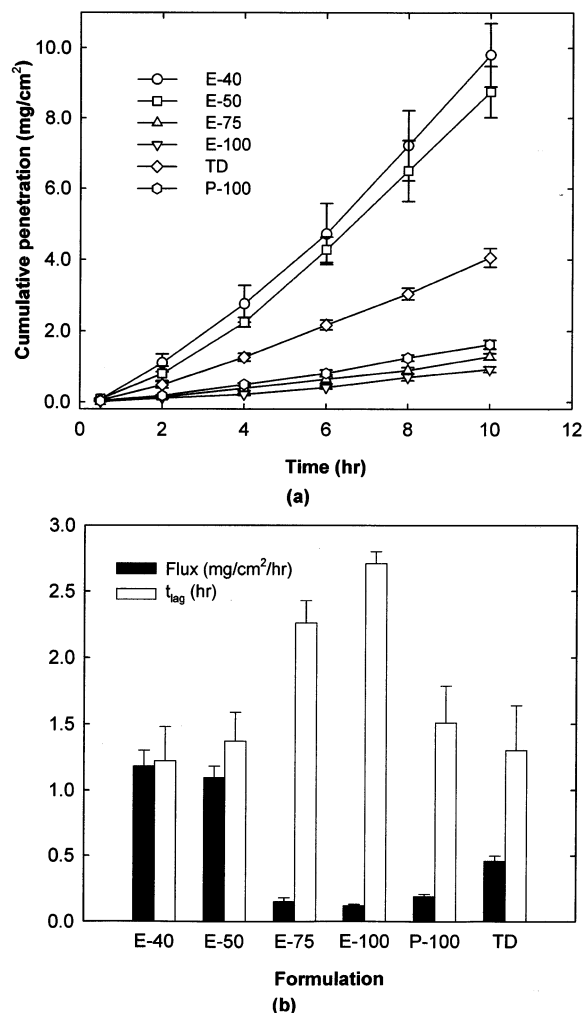 10.0
8.0
6.0
4.0
2.0
0.0
Cumulative penetration (mg/cm²)
E-40
E-50
E-75
E-100
TD
P-100
0 2 4 6 8 10 12
Time (hr)
(a)
3.0
2.5
2.0
1.5
1.0
0.5
0.0
Flux (mg/cm²/hr)
t_lag (hr)
E-40 E-50 E-75 E-100 P-100 TD
Formulation
(b)